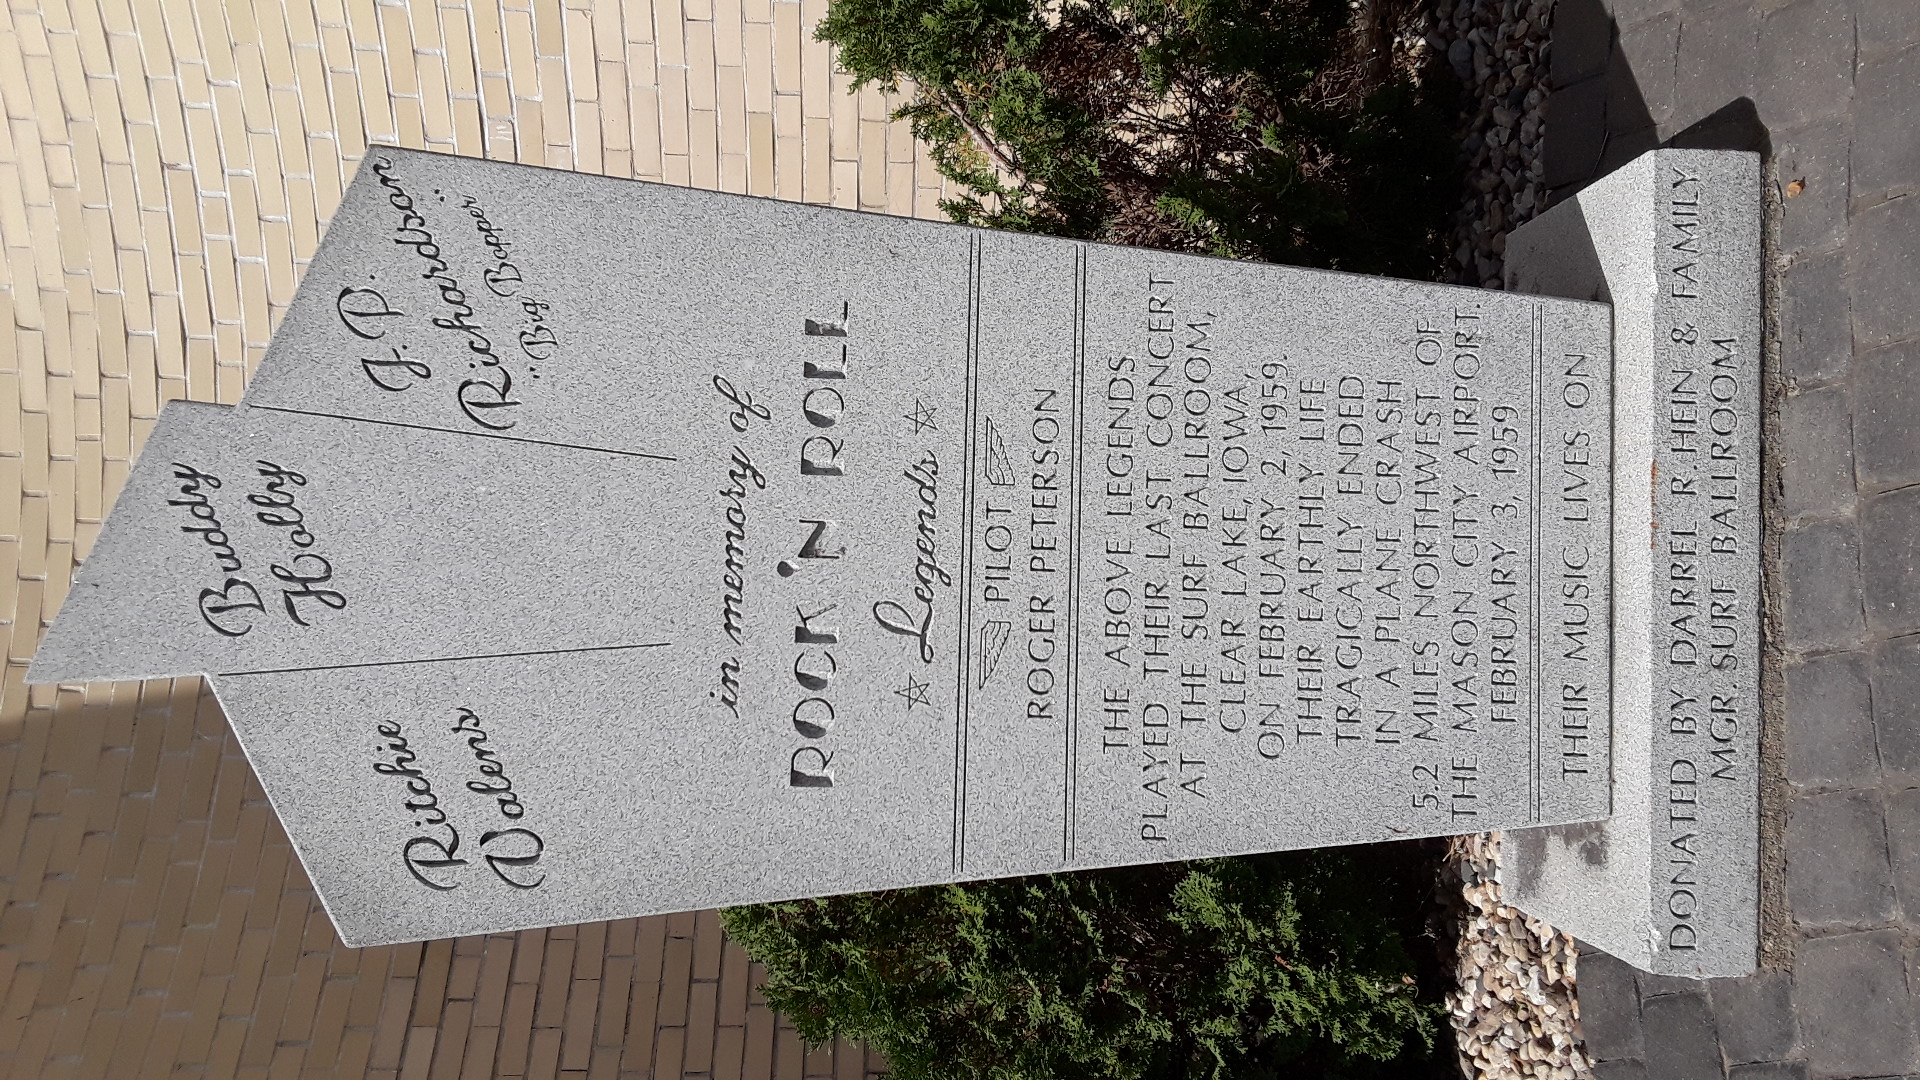 Ritchie
Valens
Buddy
Holly
J.P.
Richardson
"Big Bopper"
in memory of
ROCK 'N ROLL
Legends
PILOT
ROGER PETERSON
THE ABOVE LEGENDS
PLAYED THEIR LAST CONCERT
AT THE SURF BALLROOM,
CLEAR LAKE, IOWA,
ON FEBRUARY 2, 1959.
THEIR EARTHLY LIFE
TRAGICALLY ENDED
IN A PLANE CRASH
5.2 MILES NORTHWEST OF
THE MASON CITY AIRPORT.
FEBRUARY 3, 1959
THEIR MUSIC LIVES ON
DONATED BY DARREL R. HEIN & FAMILY
MGR. SURF BALLROOM